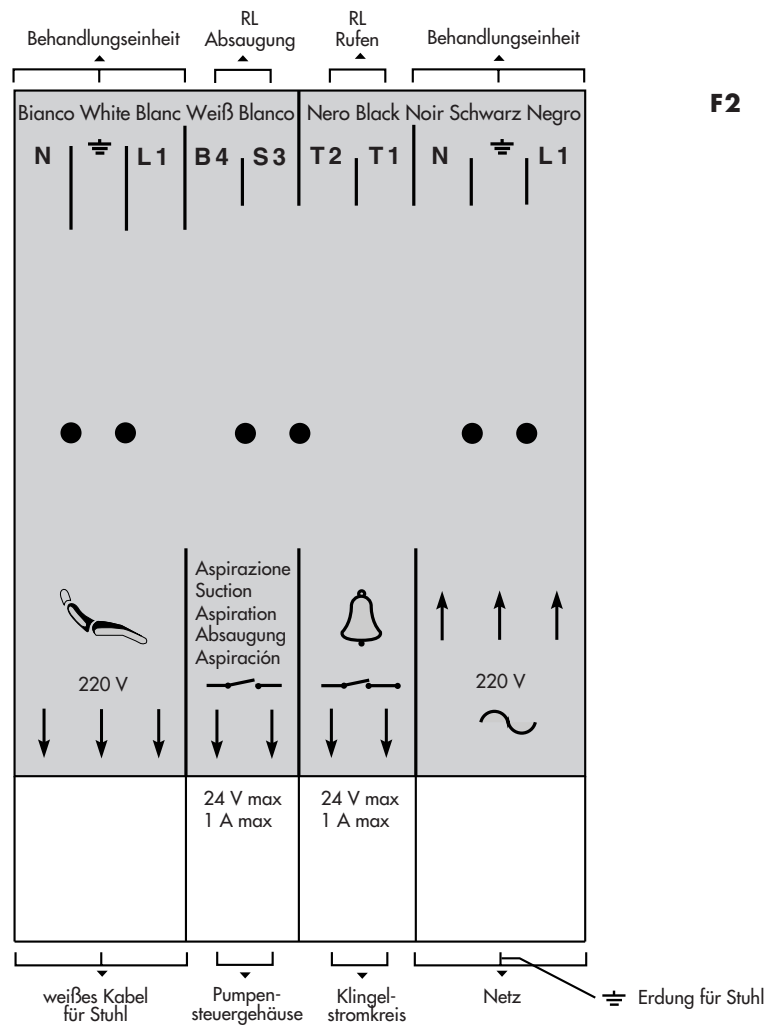 RL
Absaugung
RL
Rufen
Behandlungseinheit
Behandlungseinheit
F2
Bianco White Blanc Weiß Blanco
Nero Black Noir Schwarz Negro
N L1 B4 S3 T2 T1 N L1
Aspirazione
Suction
Aspiration
Absaugung
Aspiración
220 V
220 V
24 V max
1 A max
24 V max
1 A max
weißes Kabel
für Stuhl
Pumpen-
steuergehäuse
Klingel-
stromkreis
Netz
Erdung für Stuhl